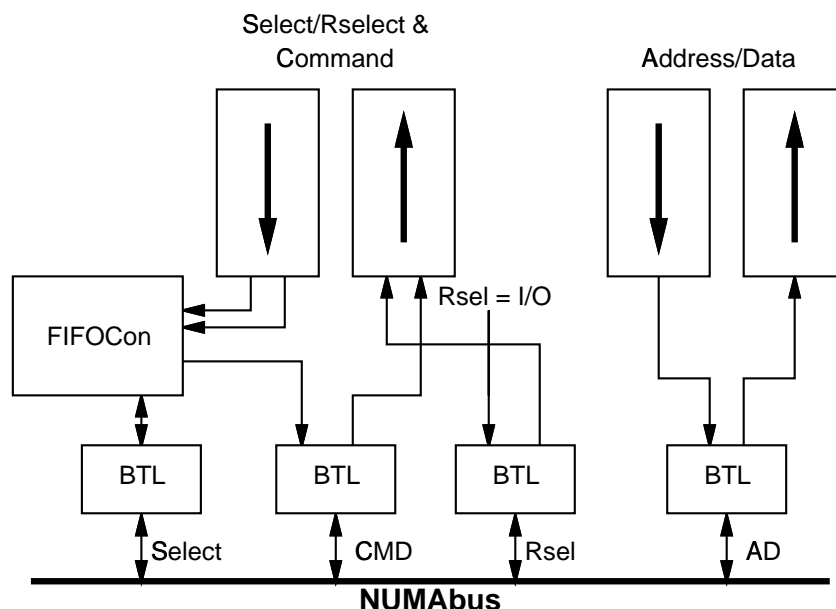 Select/Rselect &
Command
Address/Data
Rsel = I/O
FIFOCon
BTL
BTL
BTL
BTL
Select
CMD
Rsel
AD
NUMAbus